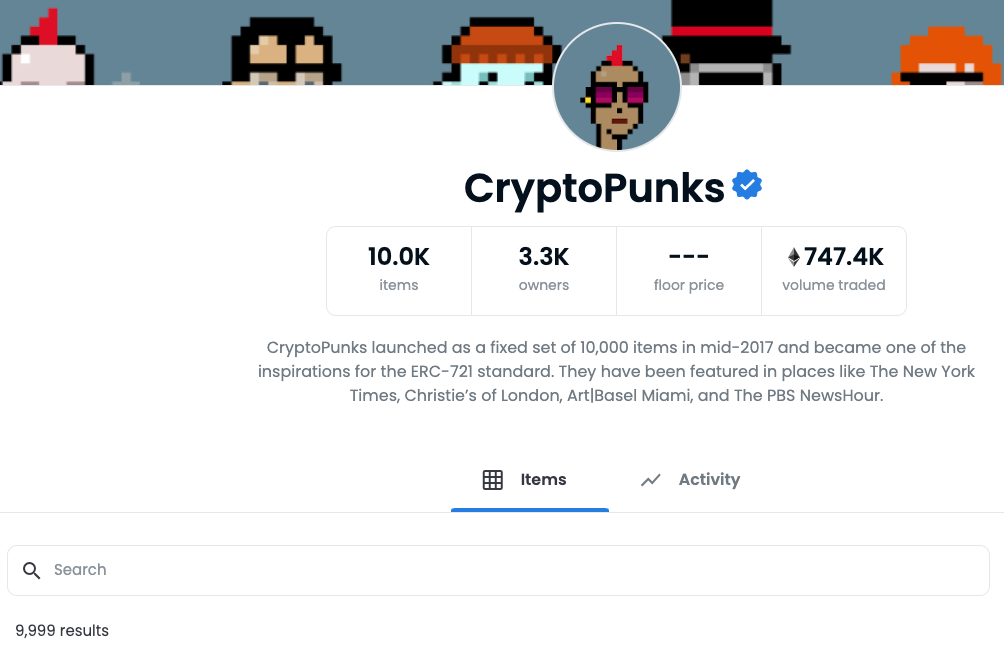 CryptoPunks
10.0K
items
3.3K
owners
---
floor price
747.4K
volume traded
CryptoPunks launched as a fixed set of 10,000 items in mid-2017 and became one of the
inspirations for the ERC-721 standard. They have been featured in places like The New York
Times, Christie’s of London, Art|Basel Miami, and The PBS NewsHour.
Items
Activity
Search
9,999 results